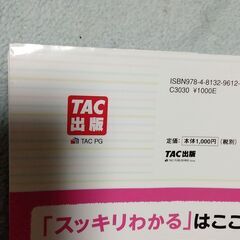 ISBN978-4-8132-9612-
C3030 ¥1000E
TAC
出版
TAC PG
定価：本体1,000円（税別）
TAC出版
「スッキリわかる」はここ